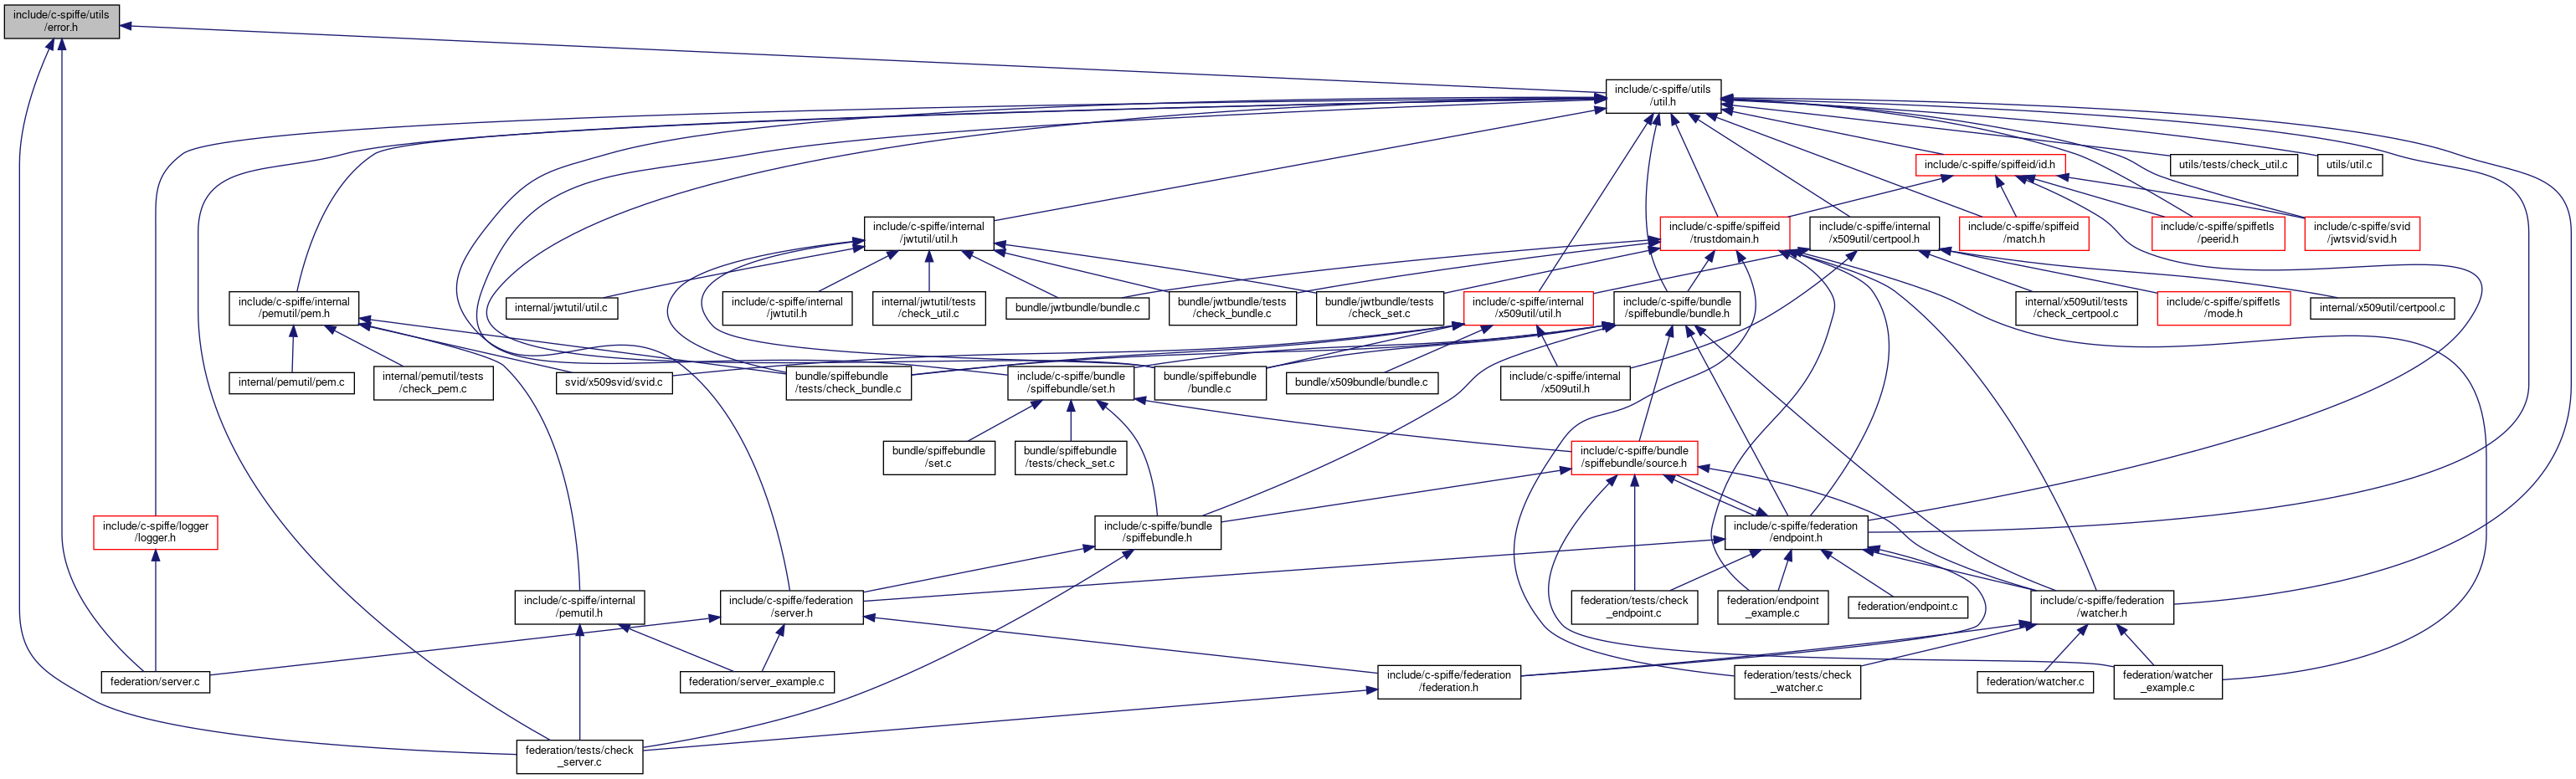 include/c-spiffe/utils
/error.h
include/c-spiffe/utils
/util.h
include/c-spiffe/spiffeid/id.h
utils/tests/check_util.c
utils/util.c
include/c-spiffe/internal
/jwtutil/util.h
include/c-spiffe/spiffeid
/trustdomain.h
include/c-spiffe/internal
/x509util/certpool.h
include/c-spiffe/spiffeid
/match.h
include/c-spiffe/spiffetls
/peerid.h
include/c-spiffe/svid
/jwtsvid/svid.h
include/c-spiffe/internal
/pemutil/pem.h
internal/jwtutil/util.c
include/c-spiffe/internal
/jwtutil.h
internal/jwtutil/tests
/check_util.c
bundle/jwtbundle/bundle.c
bundle/jwtbundle/tests
/check_bundle.c
bundle/jwtbundle/tests
/check_set.c
include/c-spiffe/internal
/x509util/util.h
include/c-spiffe/bundle
/spiffebundle/bundle.h
internal/x509util/tests
/check_certpool.c
include/c-spiffe/spiffetls
/mode.h
internal/x509util/certpool.c
internal/pemutil/pem.c
internal/pemutil/tests
/check_pem.c
svid/x509svid/svid.c
bundle/spiffebundle
/tests/check_bundle.c
include/c-spiffe/bundle
/spiffebundle/set.h
bundle/spiffebundle
/bundle.c
bundle/x509bundle/bundle.c
include/c-spiffe/internal
/x509util.h
bundle/spiffebundle
/set.c
bundle/spiffebundle
/tests/check_set.c
include/c-spiffe/bundle
/spiffebundle/source.h
include/c-spiffe/logger
/logger.h
include/c-spiffe/bundle
/spiffebundle.h
include/c-spiffe/federation
/endpoint.h
include/c-spiffe/internal
/pemutil.h
include/c-spiffe/federation
/server.h
federation/tests/check
_endpoint.c
federation/endpoint
_example.c
federation/endpoint.c
include/c-spiffe/federation
/watcher.h
federation/server.c
federation/server_example.c
include/c-spiffe/federation
/federation.h
federation/tests/check
_watcher.c
federation/watcher.c
federation/watcher
_example.c
federation/tests/check
_server.c